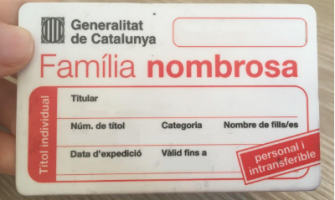 Generalitat
de Catalunya
Família nombrosa
Títol individual
Titular
Núm. de títol Categoria Nombre de fills/es
Data d'expedició Vàlid fins a
personal i
intransferible